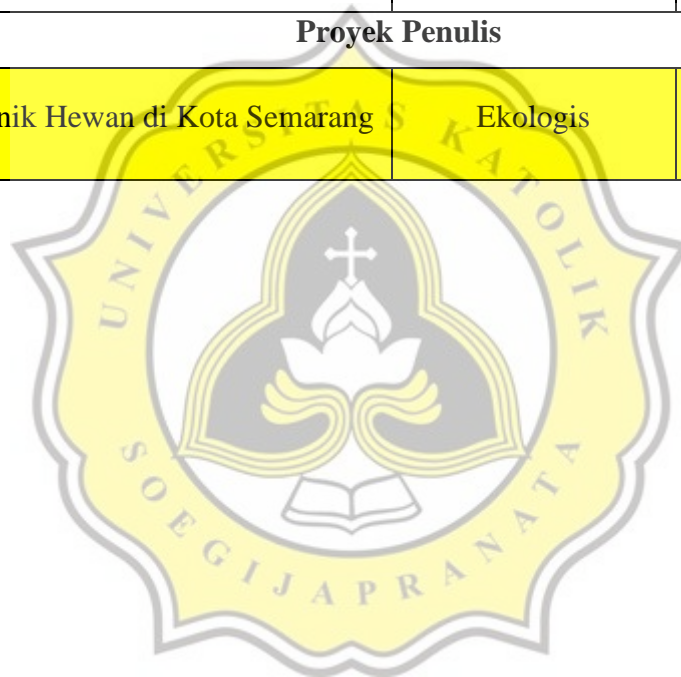 Proyek Penulis
nik Hewan di Kota Semarang
Ekologis
UNIVERSITAS KATOLIK
SOEGIJAPRANATA